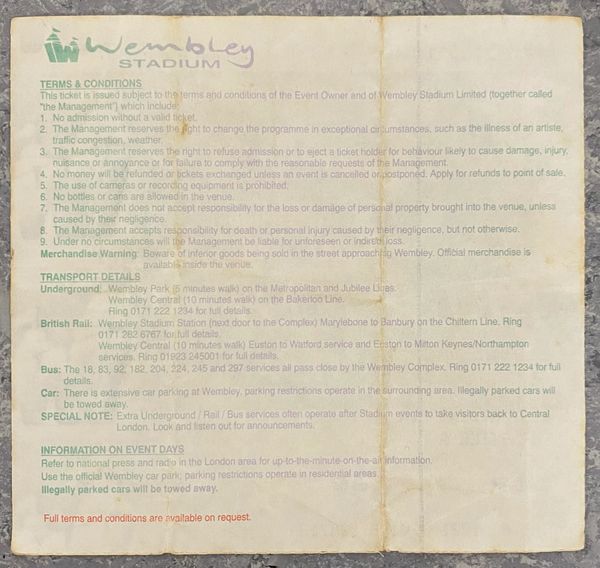 Wembley
STADIUM
TERMS & CONDITIONS
This ticket is issued subject to the terms and conditions of the Event Owner and of Wembley Stadium Limited (together called
"the Management") which include:
1. No admission without a valid ticket.
2. The Management reserves the right to change the programme in exceptional circumstances, such as the illness of an artiste,
traffic congestion, weather.
3. The Management reserves the right to refuse admission or to eject a ticket holder for behaviour likely to cause damage, injury,
nuisance or annoyance or for failure to comply with the reasonable requests of the Management.
4. No money will be refunded or tickets exchanged unless an event is cancelled or postponed. Apply for refunds to point of sale.
5. The use of cameras or recording equipment is prohibited.
6. No bottles or cans are allowed in the venue.
7. The Management does not accept responsibility for the loss or damage of personal property brought into the venue, unless
caused by their negligence.
8. The Management accepts responsibility for death or personal injury caused by their negligence, but not otherwise.
9. Under no circumstances will the Management be liable for unforeseen or indirect loss.
Merchandise Warning: Beware of inferior goods being sold in the street approaching Wembley. Official merchandise is
available inside the venue.
TRANSPORT DETAILS
Underground: Wembley Park (5 minutes walk) on the Metropolitan and Jubilee Lines.
Wembley Central (10 minutes walk) on the Bakerloo Line.
Ring 0171 222 1234 for full details.
British Rail: Wembley Stadium Station (next door to the Complex) Marylebone to Banbury on the Chiltern Line. Ring
0171 262 6767 for full details.
Wembley Central (10 minutes walk) Euston to Watford service and Euston to Milton Keynes/Northampton
services. Ring 01923 245001 for full details.
Bus: The 18, 83, 92, 182, 204, 224, 245 and 297 services all pass close by the Wembley Complex. Ring 0171 222 1234 for full
details.
Car: There is extensive car parking at Wembley, parking restrictions operate in the surrounding area. Illegally parked cars will
be towed away.
SPECIAL NOTE: Extra Underground / Rail / Bus services often operate after Stadium events to take visitors back to Central
London. Look and listen out for announcements.
INFORMATION ON EVENT DAYS
Refer to national press and radio in the London area for up-to-the-minute-on-the-air information.
Use the official Wembley car park; parking restrictions operate in residential areas.
Illegally parked cars will be towed away.
Full terms and conditions are available on request.